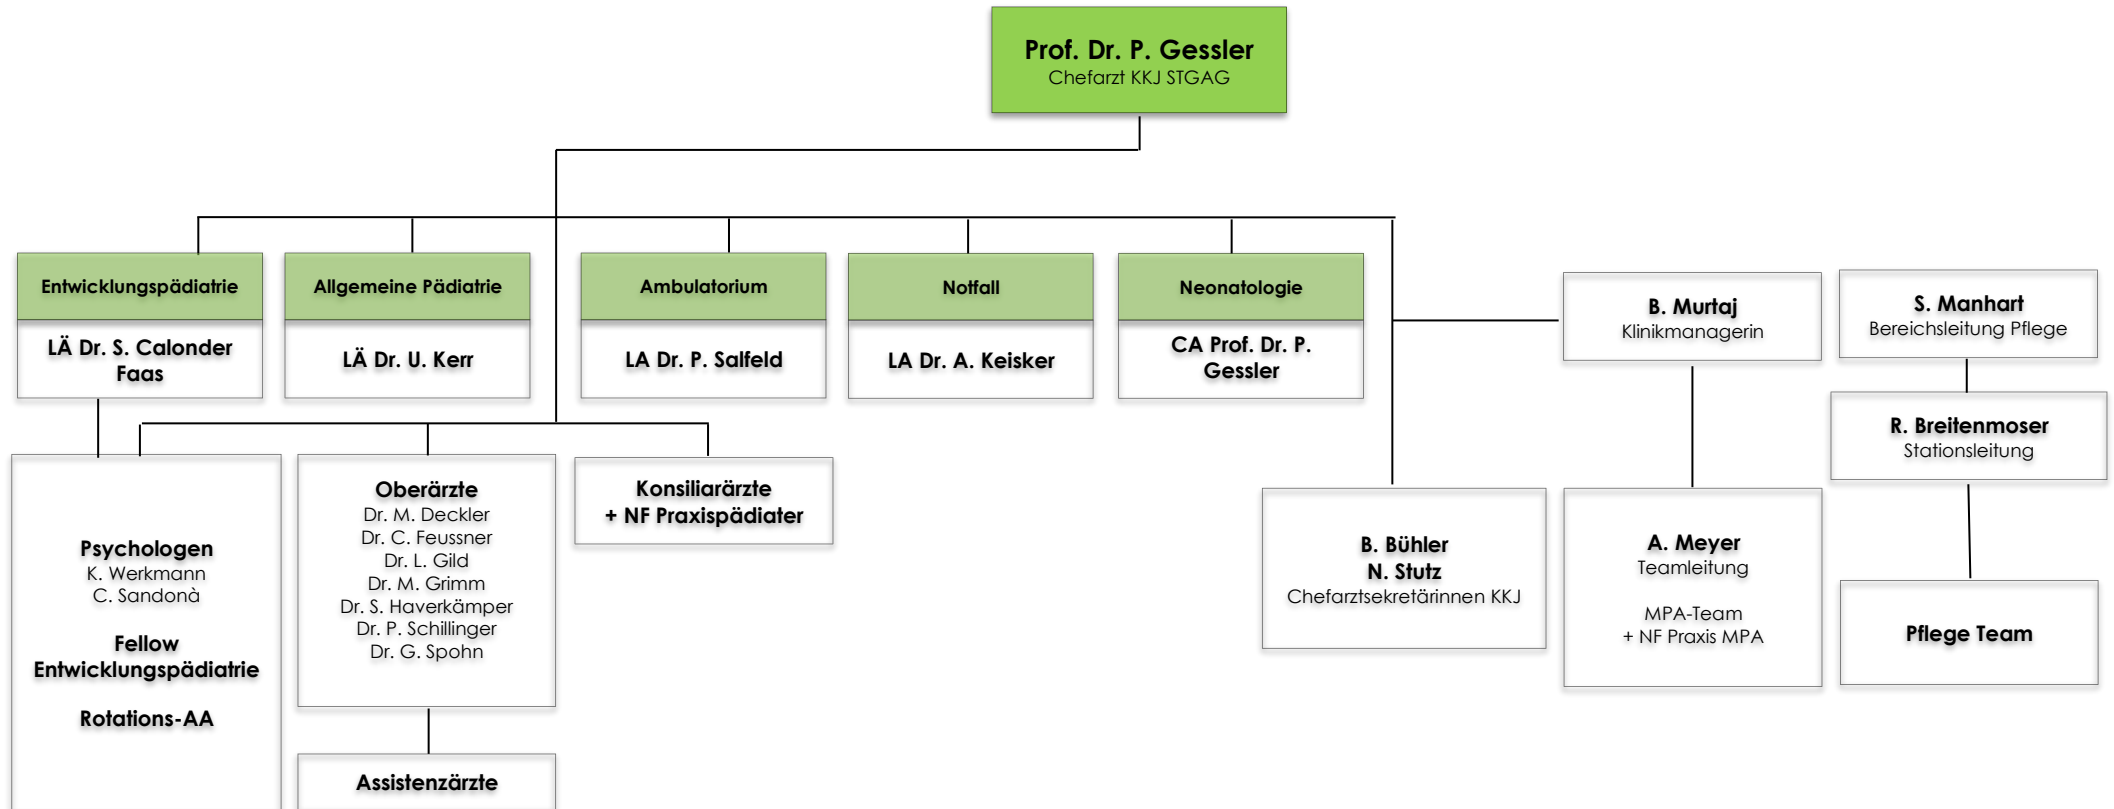 Prof. Dr. P. Gessler
Chefarzt KKJ STGAG
Entwicklungspädiatrie
LÄ Dr. S. Calonder
Faas
Allgemeine Pädiatrie
LÄ Dr. U. Kerr
Ambulatorium
LA Dr. P. Salfeld
Notfall
LA Dr. A. Keisker
Neonatologie
CA Prof. Dr. P.
Gessler
B. Murtaj
Klinikmanagerin
S. Manhart
Bereichsleitung Pflege
R. Breitenmoser
Stationsleitung
Psychologen
K. Werkmann
C. Sandonà
Fellow
Entwicklungspädiatrie
Rotations-AA
Oberärzte
Dr. M. Deckler
Dr. C. Feussner
Dr. L. Gild
Dr. M. Grimm
Dr. S. Haverkämper
Dr. P. Schillinger
Dr. G. Spohn
Konsiliarärzte
+ NF Praxispädiater
B. Bühler
N. Stutz
Chefarztsekretärinnen KKJ
A. Meyer
Teamleitung
MPA-Team
+ NF Praxis MPA
Pflege Team
Assistenzärzte